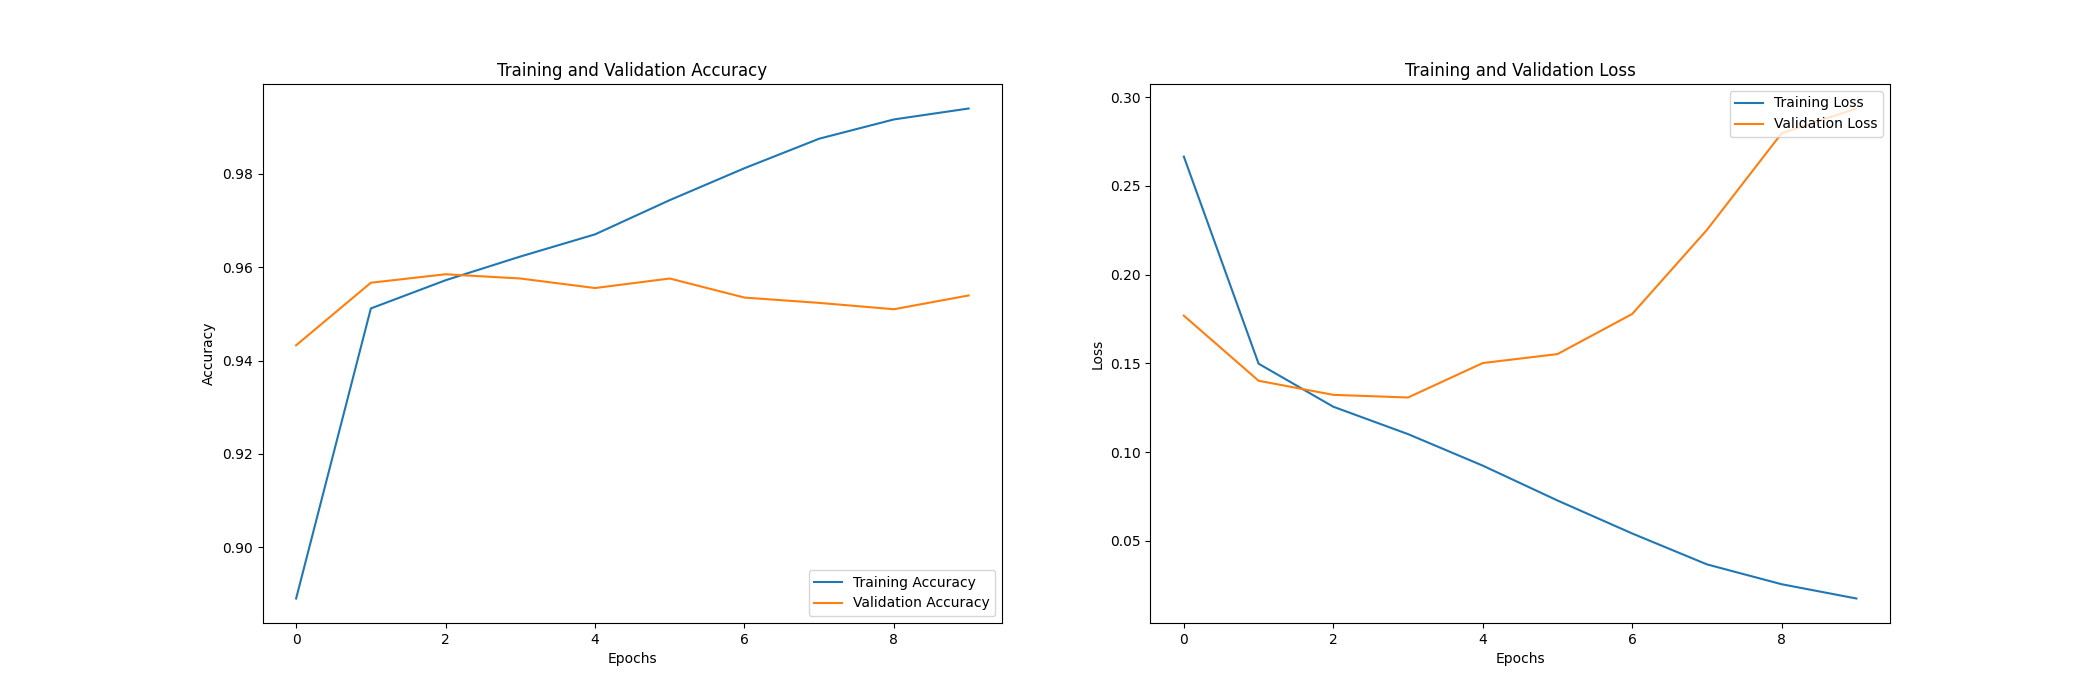 Training and Validation Accuracy
Accuracy
0.98
0.96
0.94
0.92
0.90
0 2 4 6 8
Epochs
Training Accuracy
Validation Accuracy
Training and Validation Loss
Loss
0.30
0.25
0.20
0.15
0.10
0.05
0 2 4 6 8
Epochs
Training Loss
Validation Loss